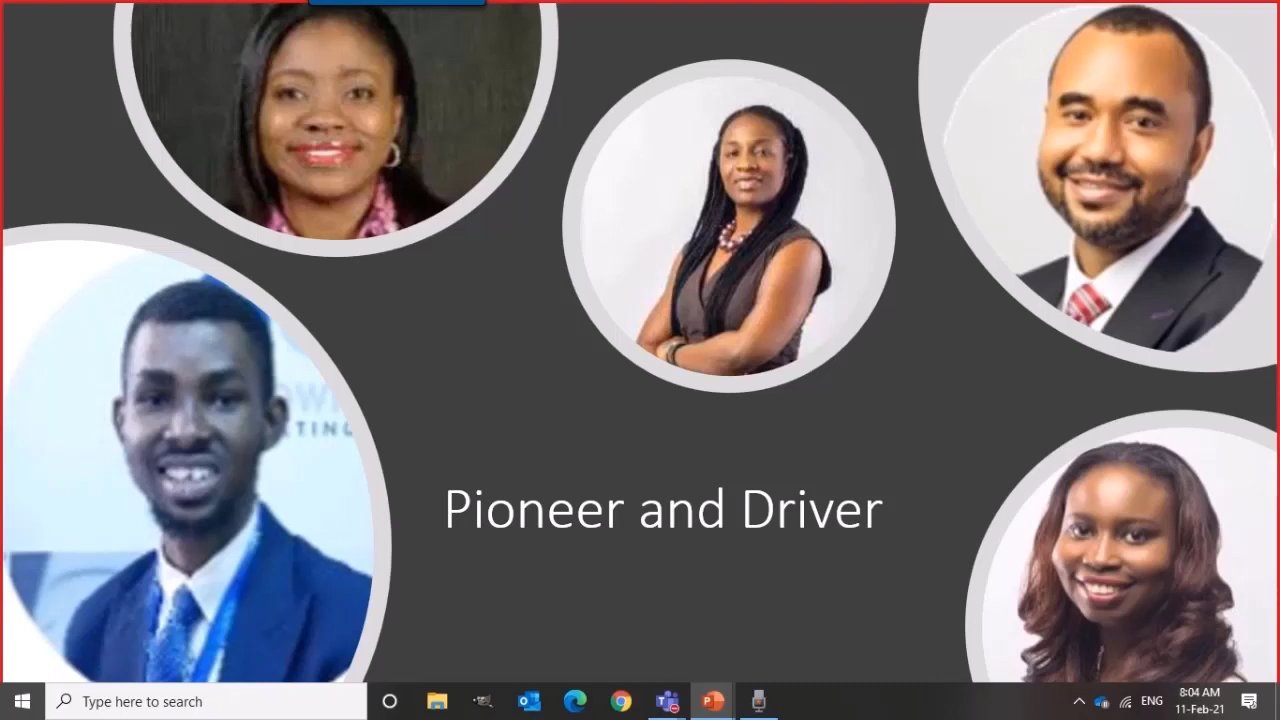 Pioneer and Driver
Type here to search
ENG
8:04 AM
11-Feb-21